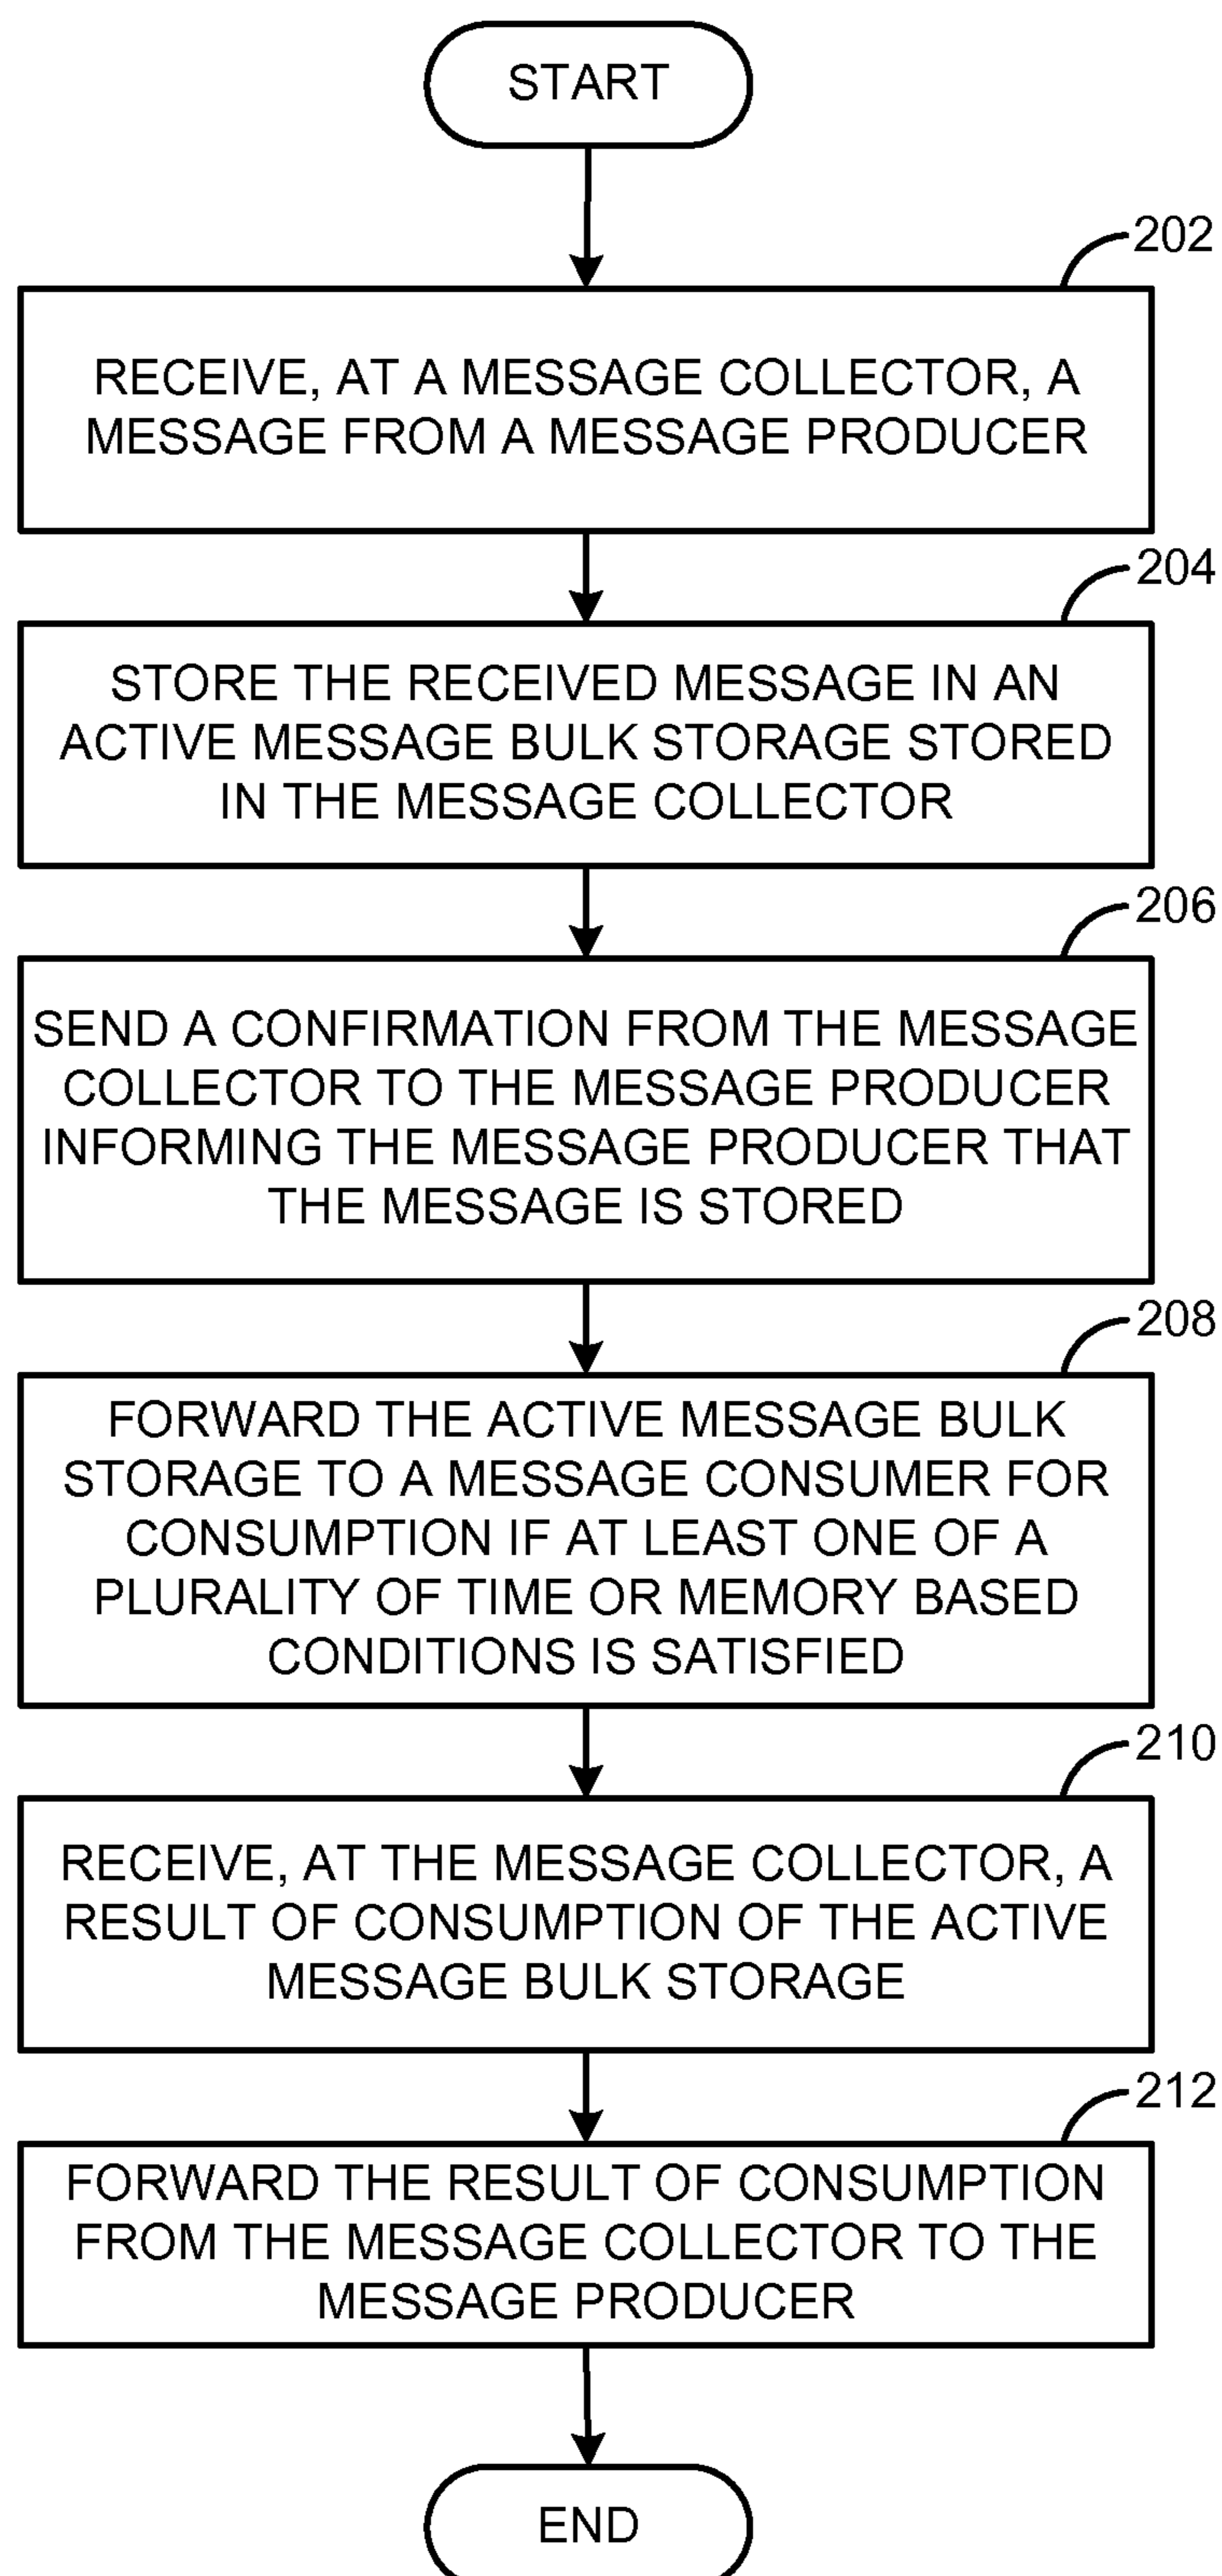 START
202
RECEIVE, AT A MESSAGE COLLECTOR, A
MESSAGE FROM A MESSAGE PRODUCER
204
STORE THE RECEIVED MESSAGE IN AN
ACTIVE MESSAGE BULK STORAGE STORED
IN THE MESSAGE COLLECTOR
206
SEND A CONFIRMATION FROM THE MESSAGE
COLLECTOR TO THE MESSAGE PRODUCER
INFORMING THE MESSAGE PRODUCER THAT
THE MESSAGE IS STORED
208
FORWARD THE ACTIVE MESSAGE BULK
STORAGE TO A MESSAGE CONSUMER FOR
CONSUMPTION IF AT LEAST ONE OF A
PLURALITY OF TIME OR MEMORY BASED
CONDITIONS IS SATISFIED
210
RECEIVE, AT THE MESSAGE COLLECTOR, A
RESULT OF CONSUMPTION OF THE ACTIVE
MESSAGE BULK STORAGE
212
FORWARD THE RESULT OF CONSUMPTION
FROM THE MESSAGE COLLECTOR TO THE
MESSAGE PRODUCER
END